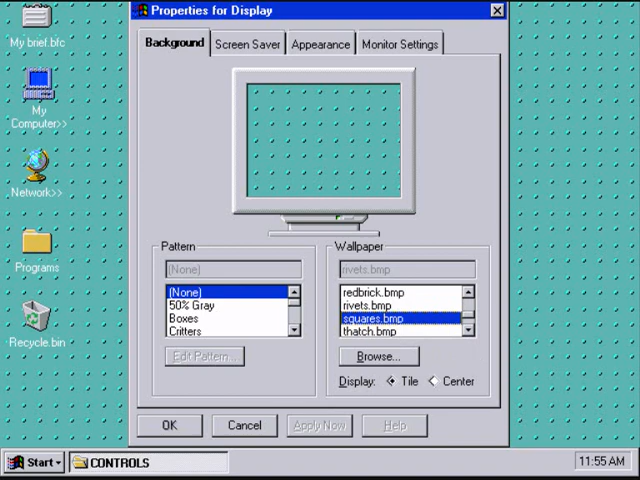 Properties for Display
My brief.bfc
My
Computer>>
Network>>
Programs
Recycle.bin
Background
Screen Saver
Appearance
Monitor Settings
Pattern
(None)
(None)
50% Gray
Boxes
Critters
Edit Pattern...
Wallpaper
rivets.bmp
redbrick.bmp
rivets.bmp
squares.bmp
thatch.bmp
Browse...
Display: Tile Center
OK
Cancel
Apply Now
Help
Start
CONTROLS
11:55 AM